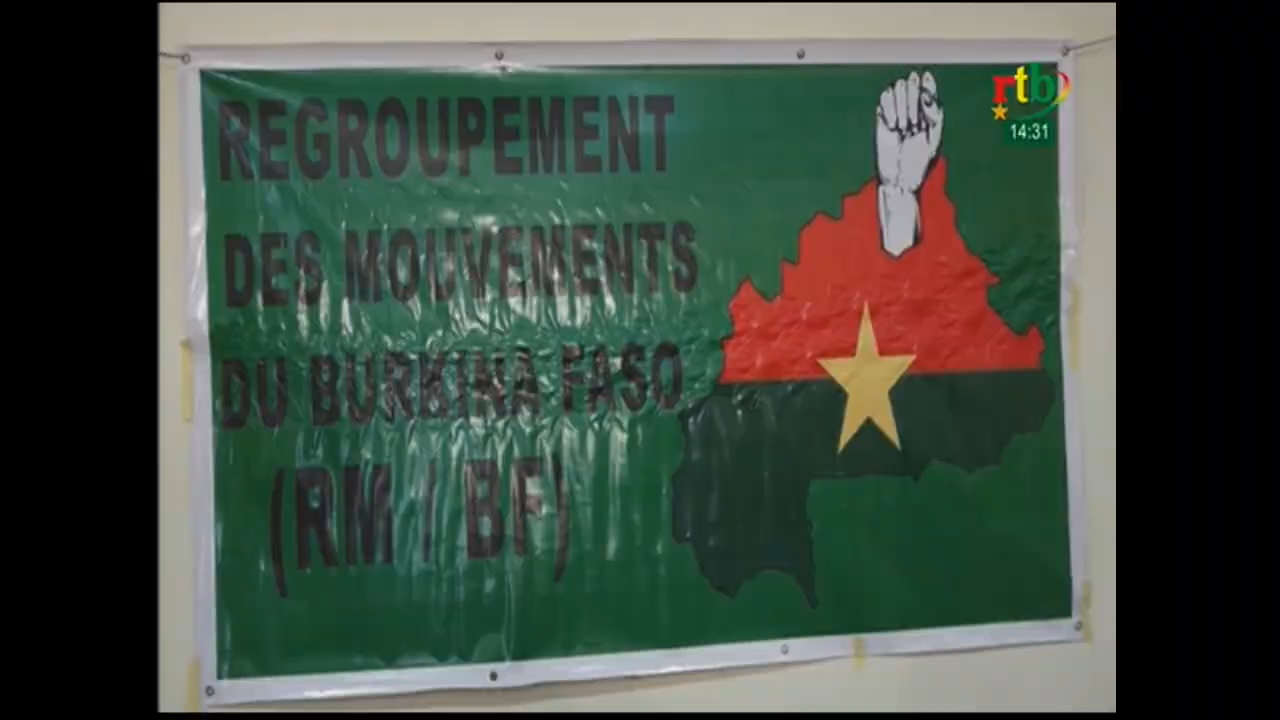 REGROUPEMENT
DES MOUVEMENTS
DU BURKINA FASO
(RM / BF)
rtb
14:31